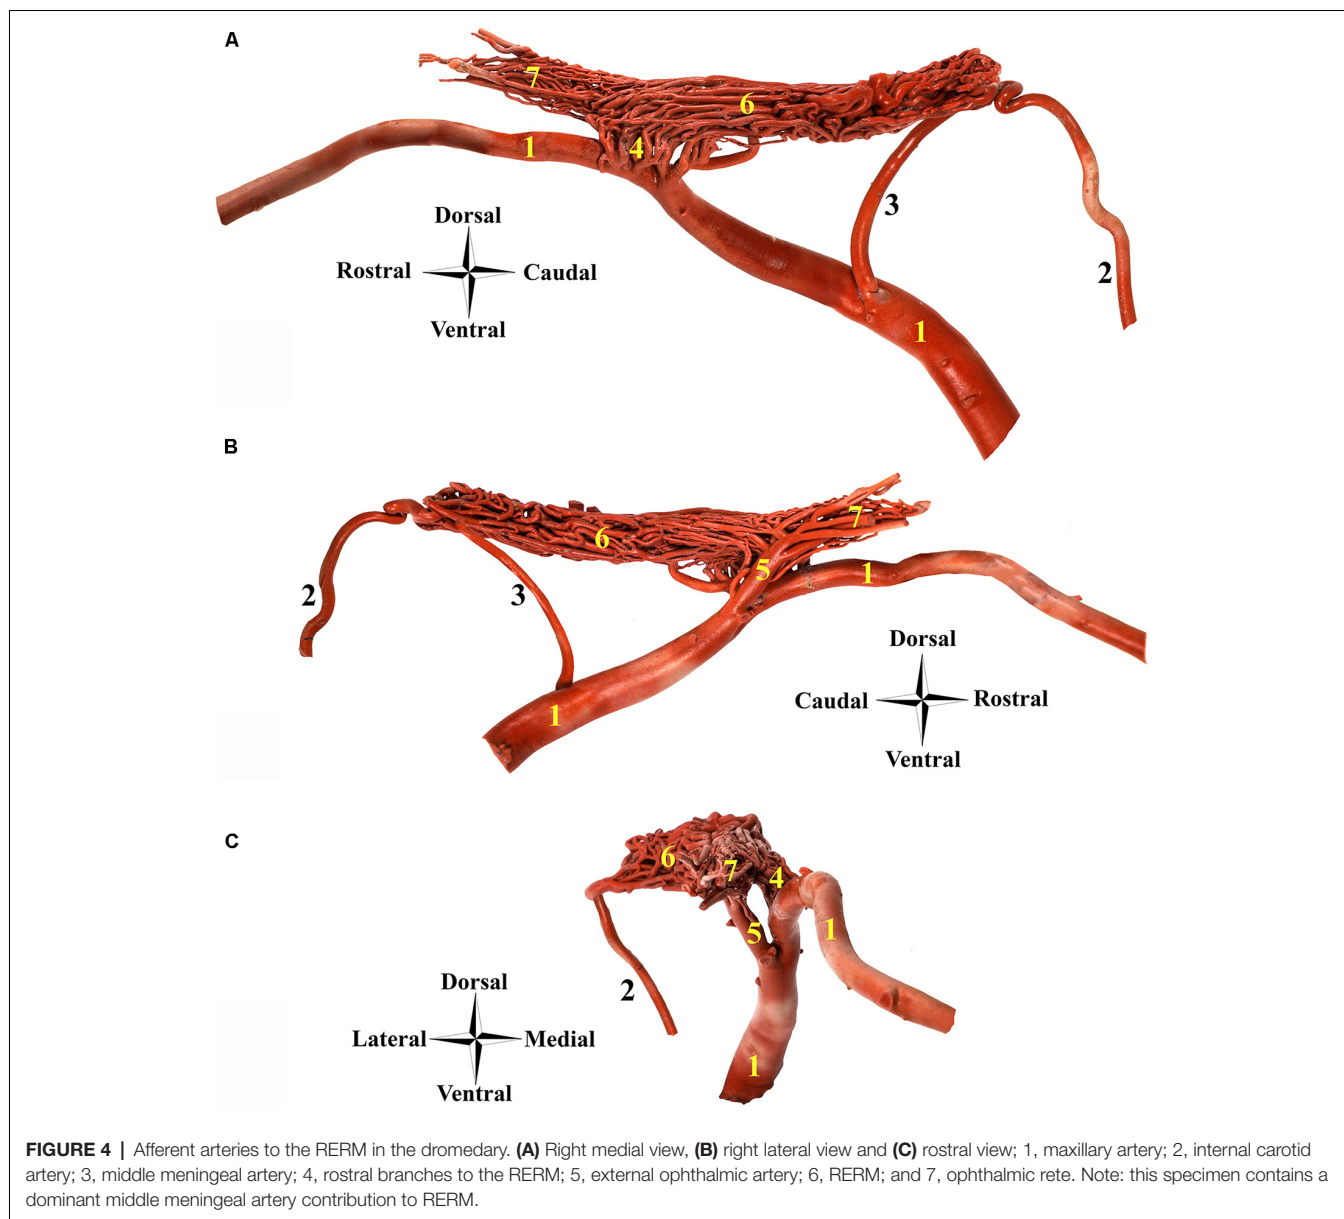 A
7
6
1
4
3
Dorsal
Rostral
Caudal
2
Ventral
1
B
7
6
5
1
2
3
Dorsal
Caudal
Rostral
1
Ventral
C
6
7
4
5
1
2
Dorsal
Lateral
Medial
1
Ventral
FIGURE 4 | Afferent arteries to the RERM in the dromedary. (A) Right medial view, (B) right lateral view and (C) rostral view; 1, maxillary artery; 2, internal carotid
artery; 3, middle meningeal artery; 4, rostral branches to the RERM; 5, external ophthalmic artery; 6, RERM; and 7, ophthalmic rete. Note: this specimen contains a
dominant middle meningeal artery contribution to RERM.